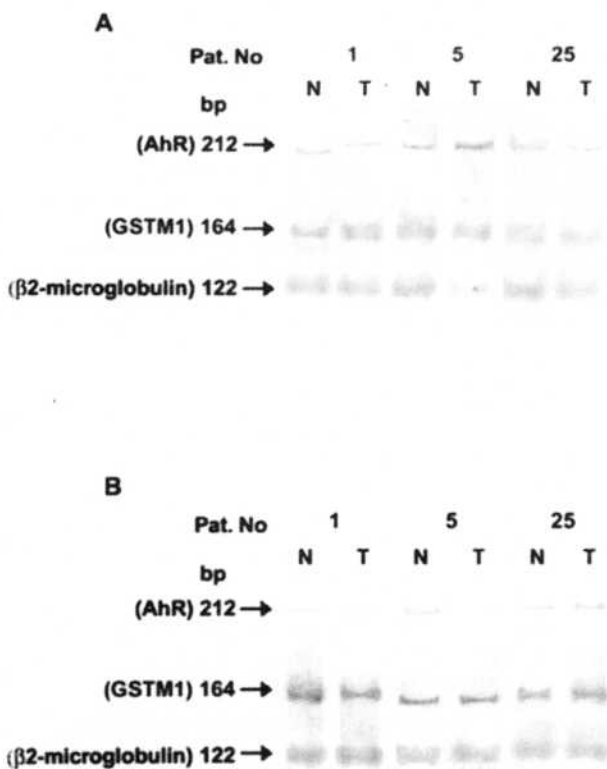 A
Pat. No 1 5 25
N T N T N T
bp
(AhR) 212
(GSTM1) 164
(β2-microglobulin) 122
B
Pat. No 1 5 25
N T N T N T
bp
(AhR) 212
(GSTM1) 164
(β2-microglobulin) 122